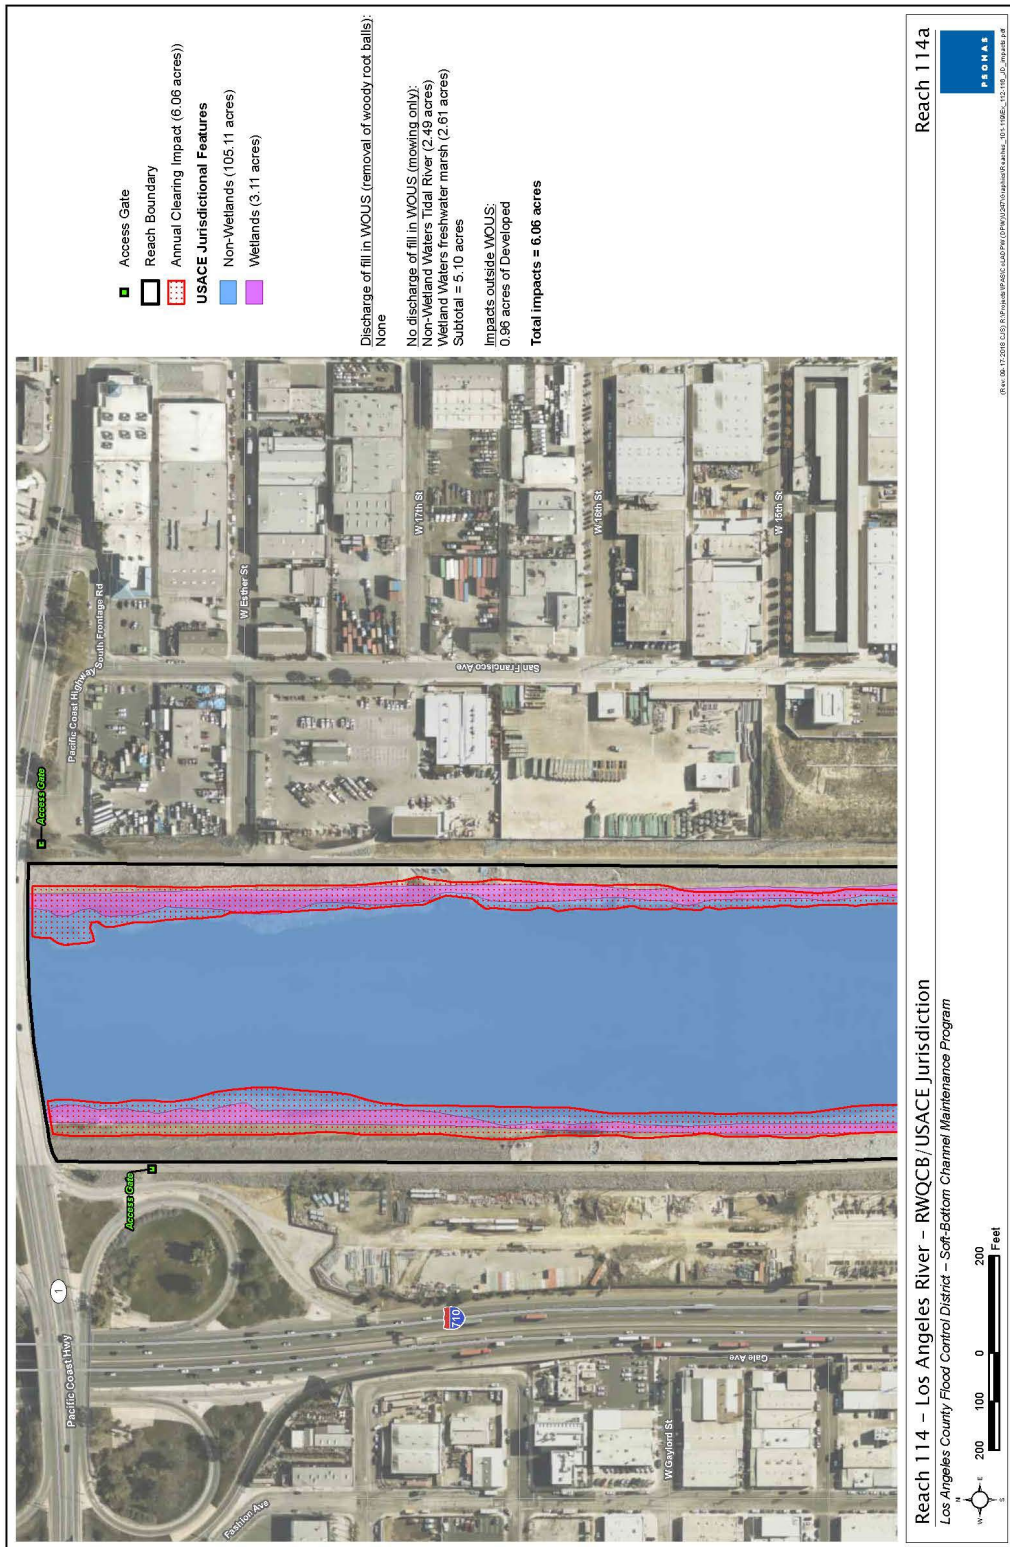 Access Gate
Reach Boundary
Annual Clearing Impact (6.06 acres))
USACE Jurisdictional Features
Non-Wetlands (105.11 acres)
Wetlands (3.11 acres)
Discharge of fill in WOUS (removal of woody root balls):
None
No discharge of fill in WOUS (mowing only):
Non-Wetland Waters Tidal River (2.49 acres)
Wetland Waters freshwater marsh (2.61 acres)
Subtotal = 5.10 acres
Impacts outside WOUS:
0.96 acres of Developed
Total impacts = 6.06 acres
Pacific Coast Hwy
1
Access Gate
Access Gate
Pacific Coast Highway South Frontage Rd
W Esther St
W 17th St
San Francisco Ave
W 16th St
W 15th St
710
Gale Ave
W Gaylord St
Fashion Ave
Reach 114 – Los Angeles River – RWQCB/USACE Jurisdiction
Reach 114a
Los Angeles County Flood Control District – Soft-Bottom Channel Maintenance Program
N
W
E
S
200 100 0 200
Feet
PSOMAS